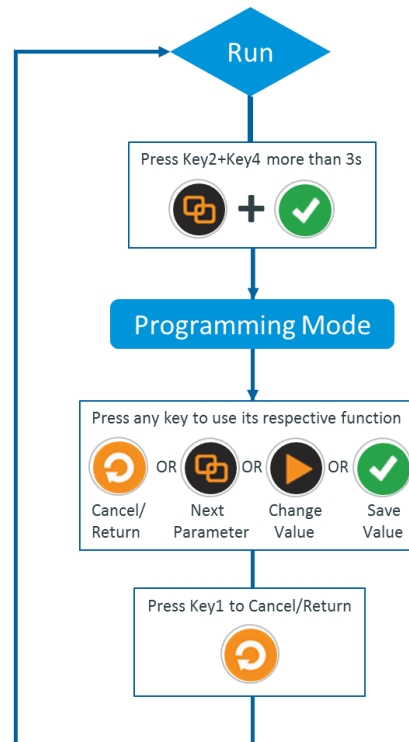 Run
Press Key2+Key4 more than 3s
+
Programming Mode
Press any key to use its respective function
OR OR OR
Cancel/ Next Change Save
Return Parameter Value Value
Press Key1 to Cancel/Return